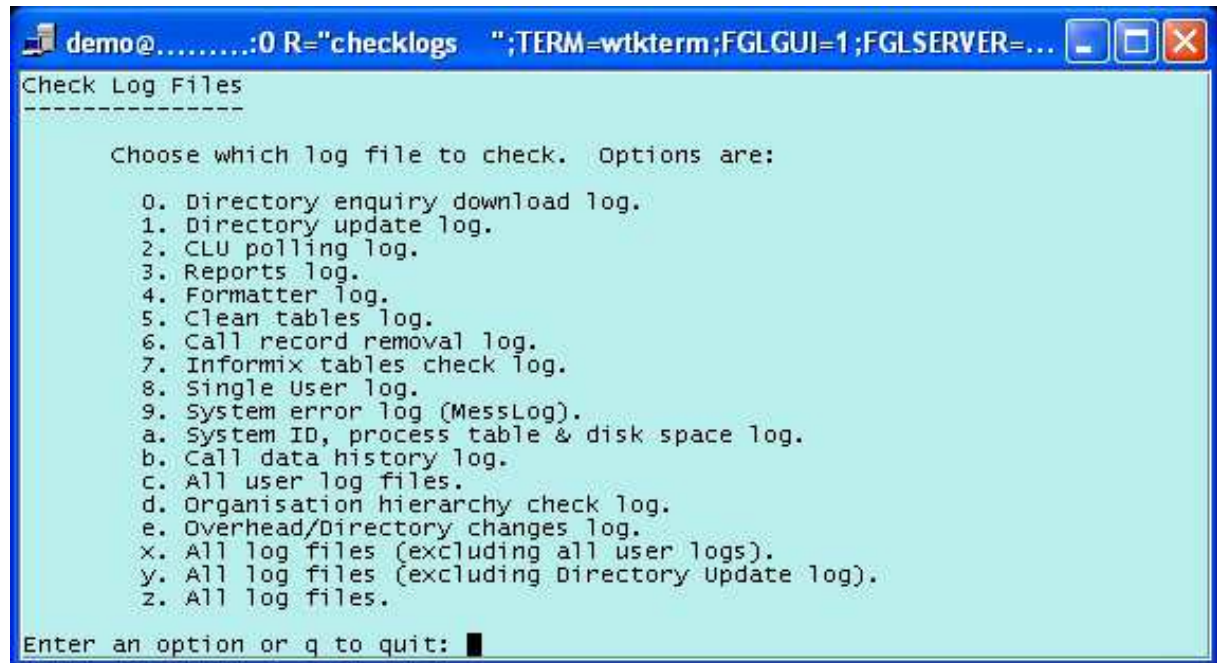 demo@.........:0 R="checklogs ";TERM=wtkterm;FGLGUI=1;FGLSERVER=...
Check Log Files
---------------
Choose which log file to check. Options are:
0. Directory enquiry download log.
1. Directory update log.
2. CLU polling log.
3. Reports log.
4. Formatter log.
5. Clean tables log.
6. Call record removal log.
7. Informix tables check log.
8. Single User log.
9. System error log (MessLog).
a. System ID, process table & disk space log.
b. Call data history log.
c. All user log files.
d. Organisation hierarchy check log.
e. Overhead/Directory changes log.
x. All log files (excluding all user logs).
y. All log files (excluding Directory Update log).
z. All log files.
Enter an option or q to quit: